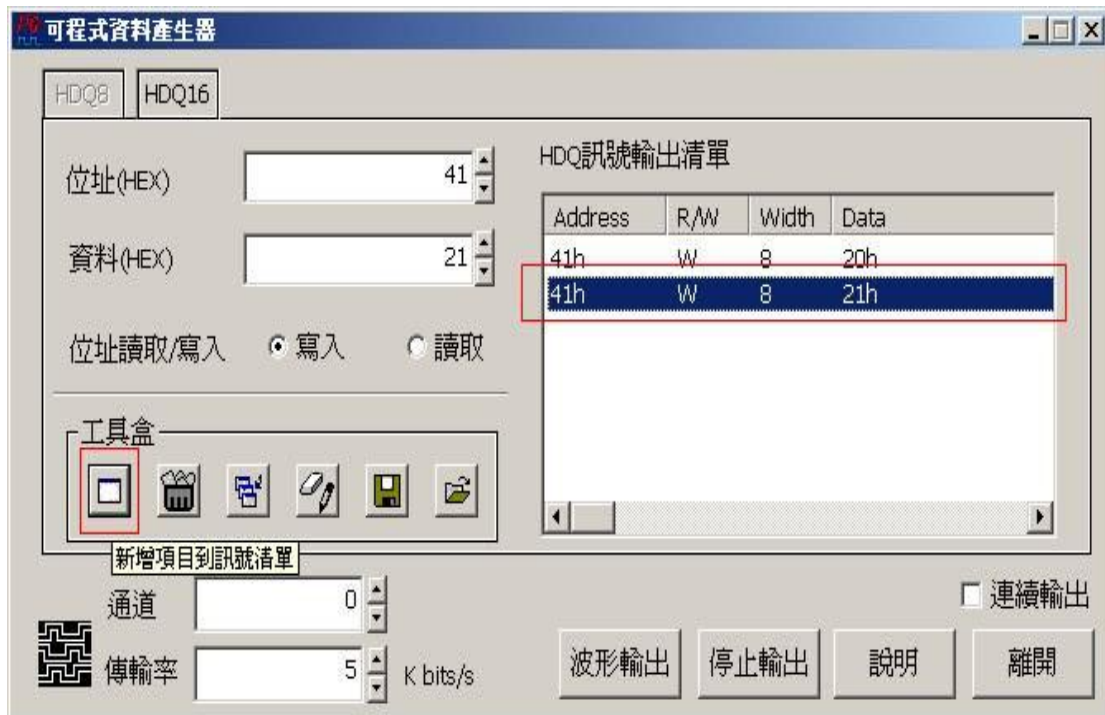 可程式資料產生器
HDQ8 HDQ16
位址(HEX) 41
資料(HEX) 21
位址讀取/寫入 寫入 讀取
工具盒
新增項目到訊號清單
HDQ訊號輸出清單
Address R/W Width Data
41h W 8 20h
41h W 8 21h
通道 0
傳輸率 5 K bits/s
連續輸出
波形輸出 停止輸出 說明 離開